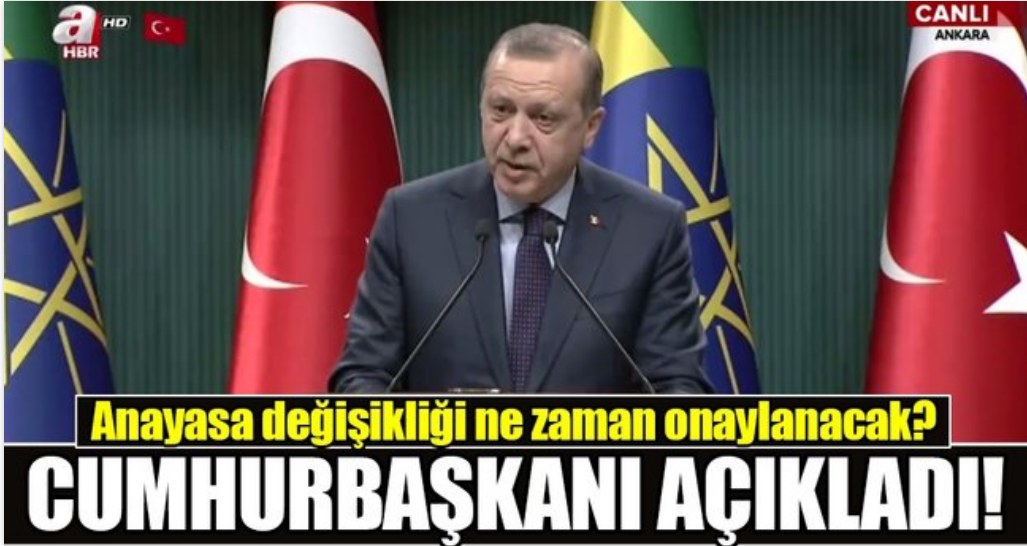 a HD
HBR
CANLI
ANKARA
Anayasa değişikliği ne zaman onaylanacak?
CUMHURBAŞKANI AÇIKLADI!